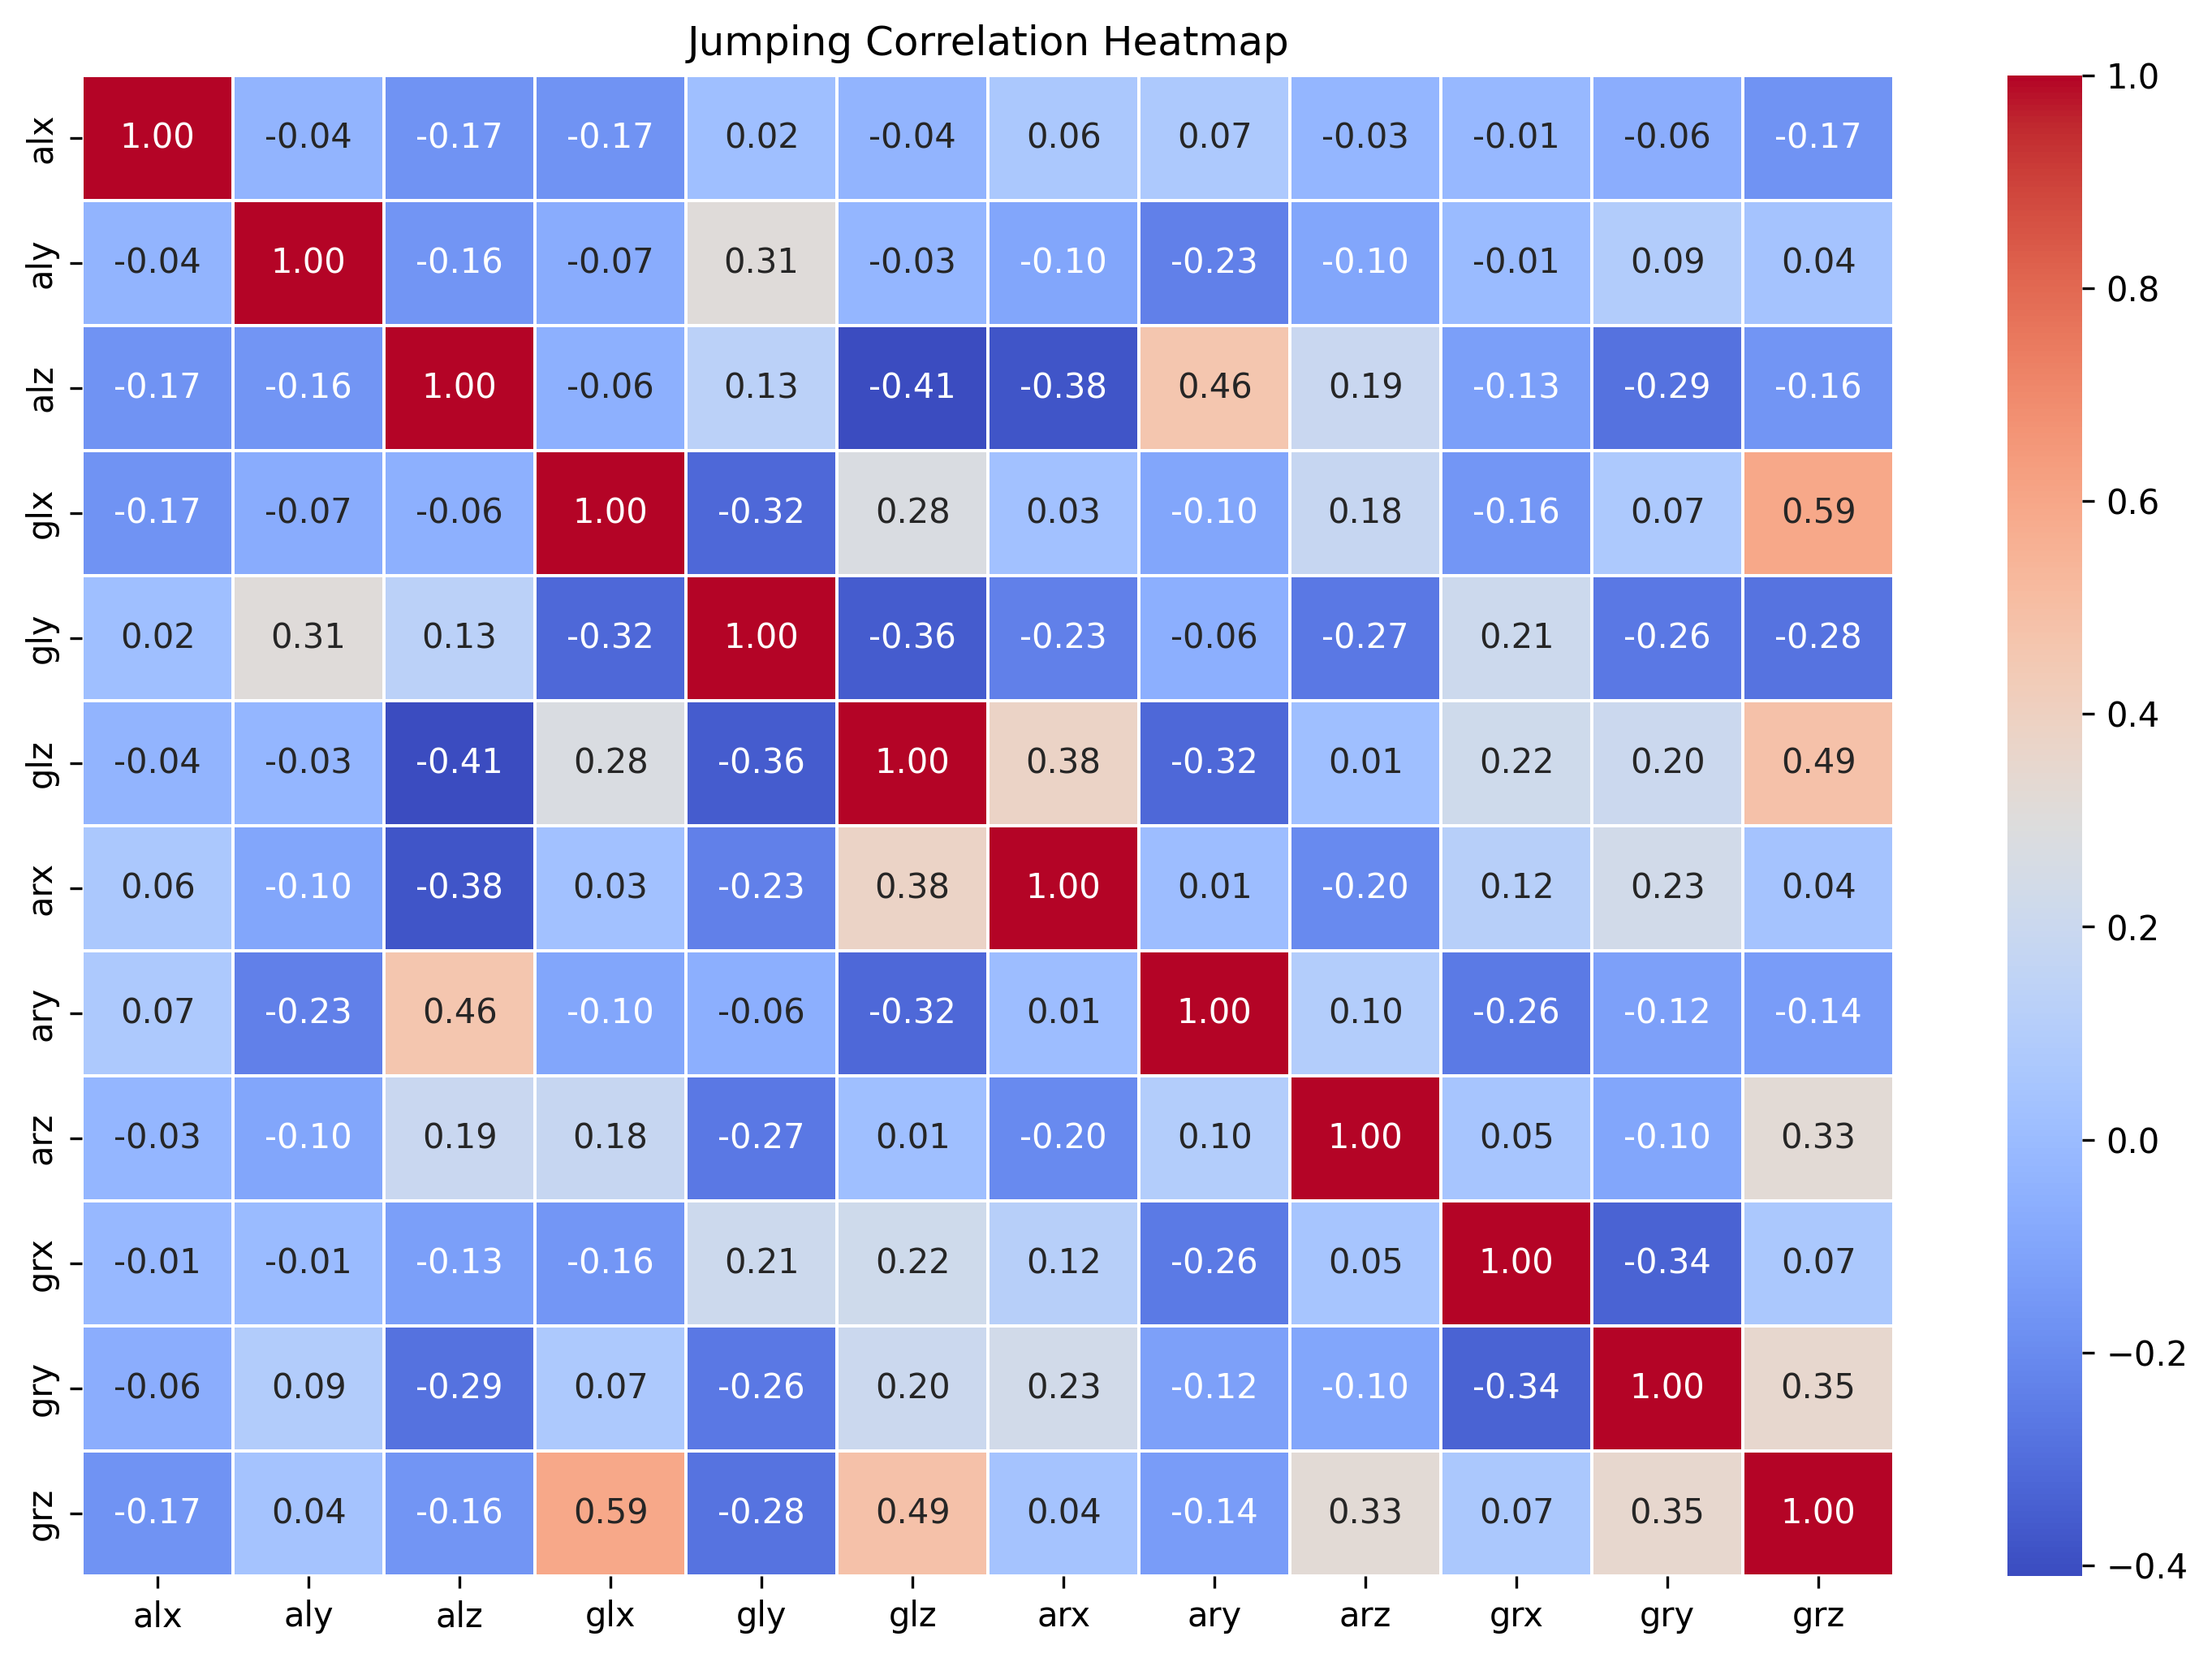 Jumping Correlation Heatmap
alx 1.00 -0.04 -0.17 -0.17 0.02 -0.04 0.06 0.07 -0.03 -0.01 -0.06 -0.17
aly -0.04 1.00 -0.16 -0.07 0.31 -0.03 -0.10 -0.23 -0.10 -0.01 0.09 0.04
alz -0.17 -0.16 1.00 -0.06 0.13 -0.41 -0.38 0.46 0.19 -0.13 -0.29 -0.16
glx -0.17 -0.07 -0.06 1.00 -0.32 0.28 0.03 -0.10 0.18 -0.16 0.07 0.59
gly 0.02 0.31 0.13 -0.32 1.00 -0.36 -0.23 -0.06 -0.27 0.21 -0.26 -0.28
glz -0.04 -0.03 -0.41 0.28 -0.36 1.00 0.38 -0.32 0.01 0.22 0.20 0.49
arx 0.06 -0.10 -0.38 0.03 -0.23 0.38 1.00 0.01 -0.20 0.12 0.23 0.04
ary 0.07 -0.23 0.46 -0.10 -0.06 -0.32 0.01 1.00 0.10 -0.26 -0.12 -0.14
arz -0.03 -0.10 0.19 0.18 -0.27 0.01 -0.20 0.10 1.00 0.05 -0.10 0.33
grx -0.01 -0.01 -0.13 -0.16 0.21 0.22 0.12 -0.26 0.05 1.00 -0.34 0.07
gry -0.06 0.09 -0.29 0.07 -0.26 0.20 0.23 -0.12 -0.10 -0.34 1.00 0.35
grz -0.17 0.04 -0.16 0.59 -0.28 0.49 0.04 -0.14 0.33 0.07 0.35 1.00
alx aly alz glx gly glz arx ary arz grx gry grz
1.0
0.8
0.6
0.4
0.2
0.0
−0.2
−0.4